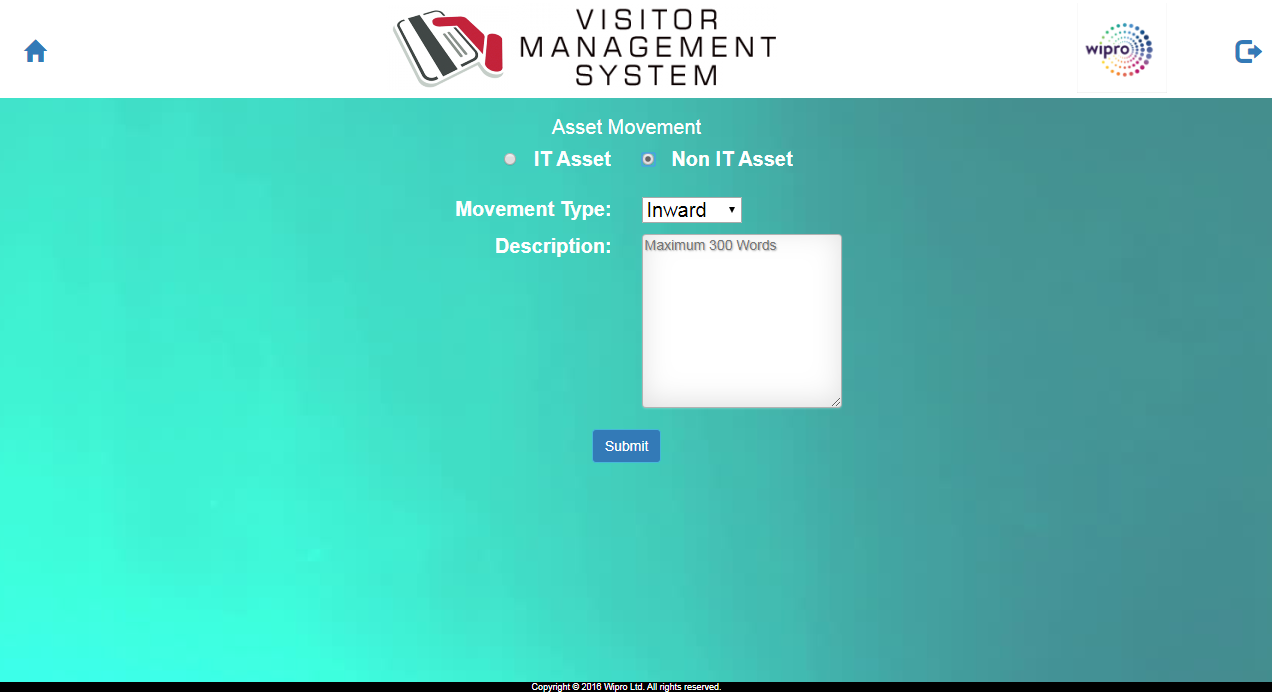 VISITOR
MANAGEMENT
SYSTEM
wipro
Asset Movement
IT Asset Non IT Asset
Movement Type: Inward
Description: Maximum 300 Words
Submit
Copyright © 2016 Wipro Ltd. All rights reserved.